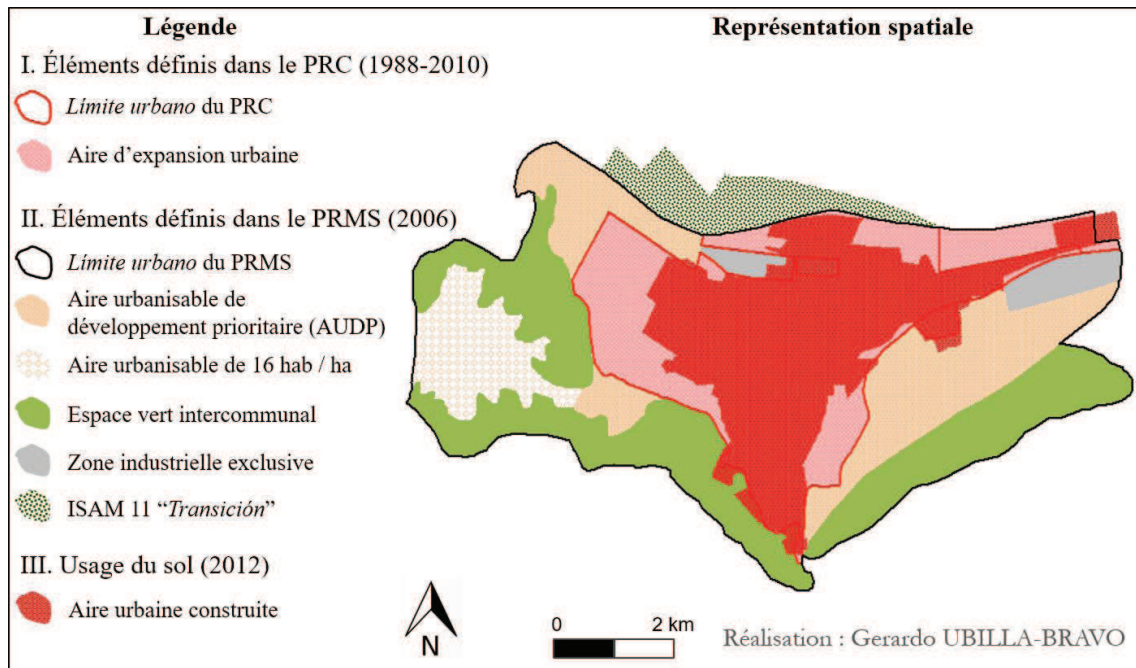 Légende
I. Éléments définis dans le PRC (1988-2010)
Límite urbano du PRC
Aire d’expansion urbaine
II. Éléments définis dans le PRMS (2006)
Límite urbano du PRMS
Aire urbanisable de
développement prioritaire (AUDP)
Aire urbanisable de 16 hab / ha
Espace vert intercommunal
Zone industrielle exclusive
ISAM 11 “Transición”
III. Usage du sol (2012)
Aire urbaine construite
Représentation spatiale
N
0 2 km
Réalisation : Gerardo UBILLA-BRAVO